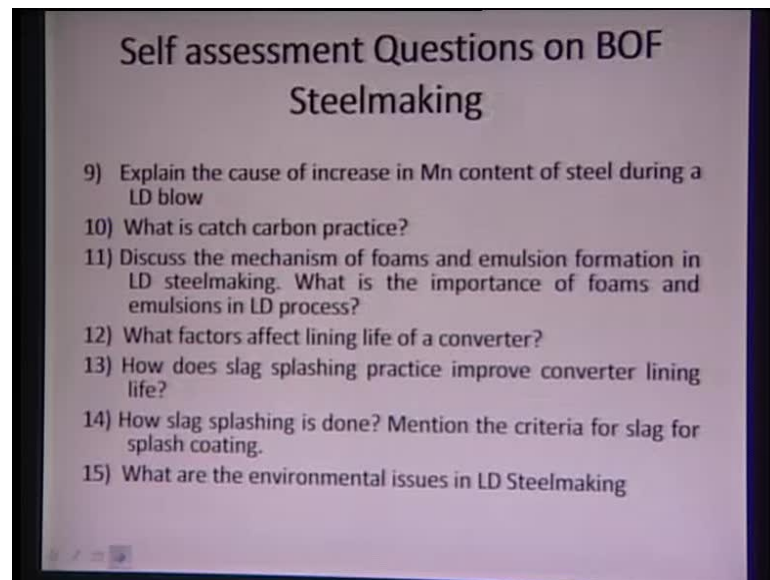 Self assessment Questions on BOF
Steelmaking
9) Explain the cause of increase in Mn content of steel during a
LD blow
10) What is catch carbon practice?
11) Discuss the mechanism of foams and emulsion formation in
LD steelmaking. What is the importance of foams and
emulsions in LD process?
12) What factors affect lining life of a converter?
13) How does slag splashing practice improve converter lining
life?
14) How slag splashing is done? Mention the criteria for slag for
splash coating.
15) What are the environmental issues in LD Steelmaking